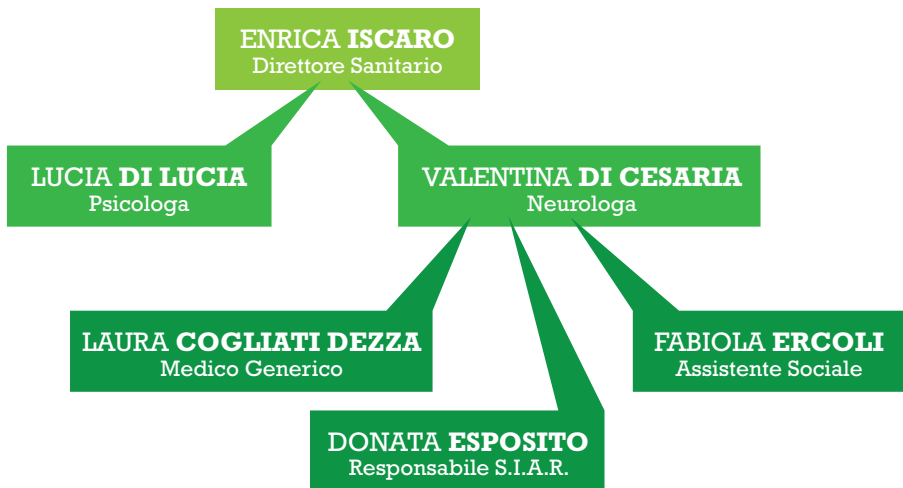 ENRICA ISCARO
Direttore Sanitario
LUCIA DI LUCIA
Psicologa
VALENTINA DI CESARIA
Neurologa
LAURA COGLIATI DEZZA
Medico Generico
FABIOLA ERCOLI
Assistente Sociale
DONATA ESPOSITO
Responsabile S.I.A.R.